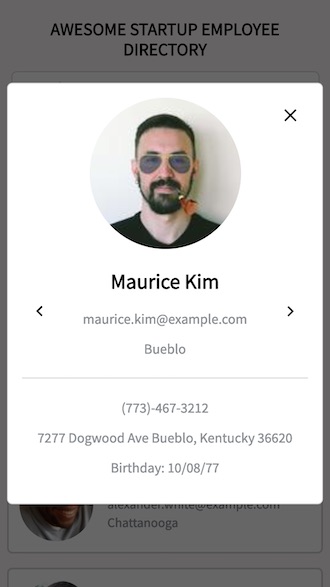 AWESOME STARTUP EMPLOYEE
DIRECTORY
Maurice Kim
maurice.kim@example.com
Bueblo
(773)-467-3212
7277 Dogwood Ave Bueblo, Kentucky 36620
Birthday: 10/08/77
alexander.white@example.com
Chattanooga